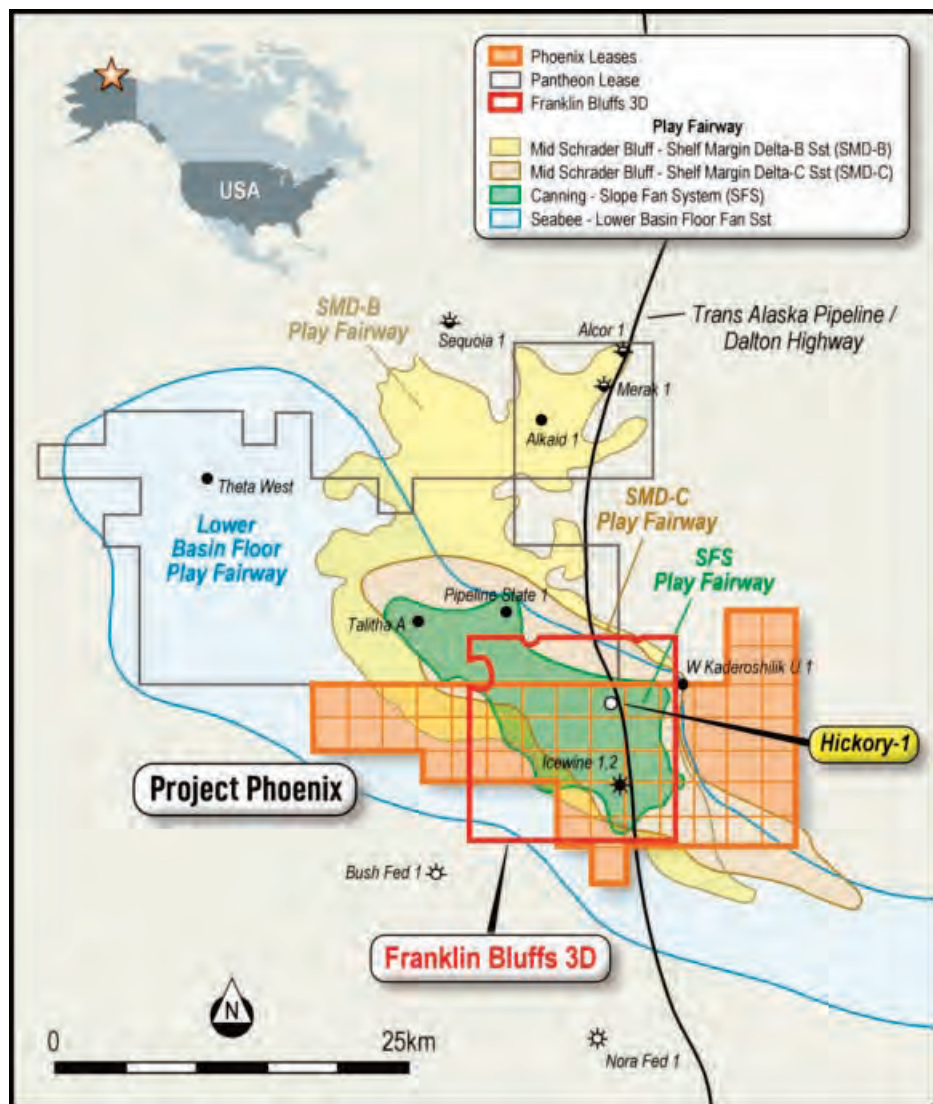 Phoenix Leases
Pantheon Lease
Franklin Bluffs 3D
Play Fairway
Mid Schrader Bluff - Shelf Margin Delta-B Sst (SMD-B)
Mid Schrader Bluff - Shelf Margin Delta-C Sst (SMD-C)
Canning - Slope Fan System (SFS)
Seabee - Lower Basin Floor Fan Sst
USA
SMD-B
Play Fairway
Sequoia 1
Alcor 1
Trans Alaska Pipeline /
Dalton Highway
Merak 1
Alkaid 1
Theta West
SMD-C
Play Fairway
Lower
Basin Floor
Play Fairway
SFS
Play Fairway
Pipeline State 1
Talitha A
W Kaderoshilik U 1
Hickory-1
Icewine 1,2
Project Phoenix
Bush Fed 1
Franklin Bluffs 3D
N
0
25km
Nora Fed 1